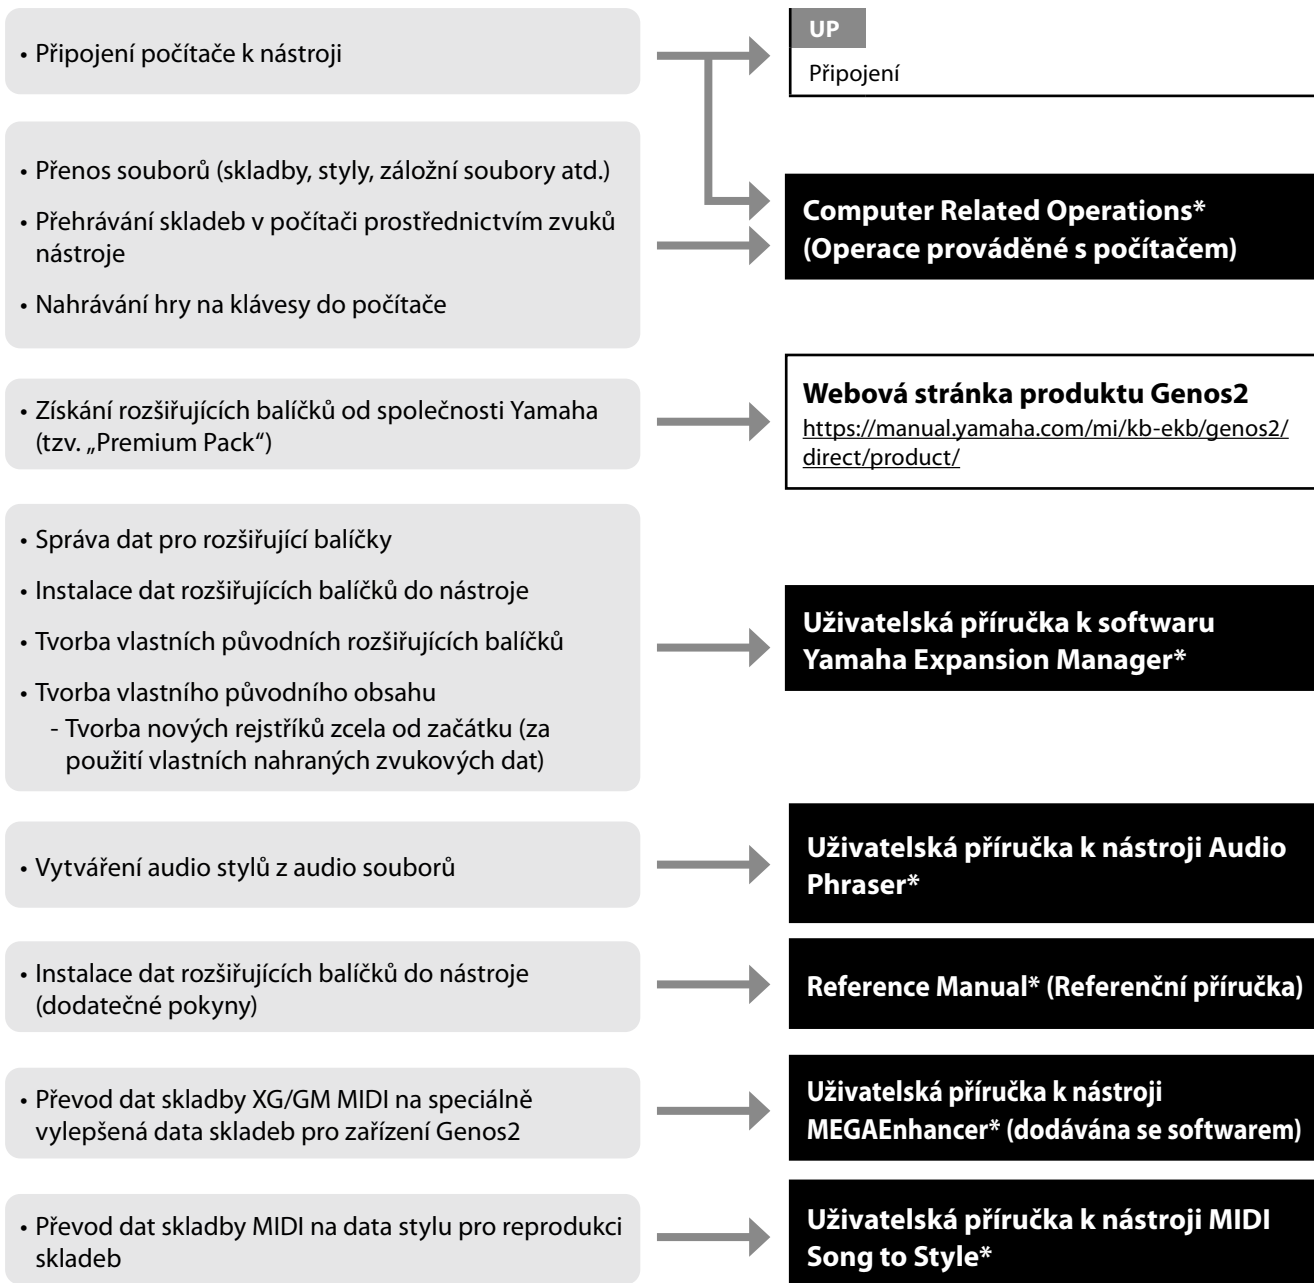 • Připojení počítače k nástroji
UP
Připojení
• Přenos souborů (skladby, styly, záložní soubory atd.)
• Přehrávání skladeb v počítači prostřednictvím zvuků
nástroje
• Nahrávání hry na klávesy do počítače
Computer Related Operations*
(Operace prováděné s počítačem)
• Získání rozšiřujících balíčků od společnosti Yamaha
(tzv. „Premium Pack“)
Webová stránka produktu Genos2
https://manual.yamaha.com/mi/kb-ekb/genos2/
direct/product/
• Správa dat pro rozšiřující balíčky
• Instalace dat rozšiřujících balíčků do nástroje
• Tvorba vlastních původních rozšiřujících balíčků
• Tvorba vlastního původního obsahu
- Tvorba nových rejstříků zcela od začátku (za
použití vlastních nahraných zvukových dat)
Uživatelská příručka k softwaru
Yamaha Expansion Manager*
• Vytváření audio stylů z audio souborů
Uživatelská příručka k nástroji Audio
Phraser*
• Instalace dat rozšiřujících balíčků do nástroje
(dodatečné pokyny)
Reference Manual* (Referenční příručka)
• Převod dat skladby XG/GM MIDI na speciálně
vylepšená data skladeb pro zařízení Genos2
Uživatelská příručka k nástroji
MEGAEnhancer* (dodávána se softwarem)
• Převod dat skladby MIDI na data stylu pro reprodukci
skladeb
Uživatelská příručka k nástroji MIDI
Song to Style*